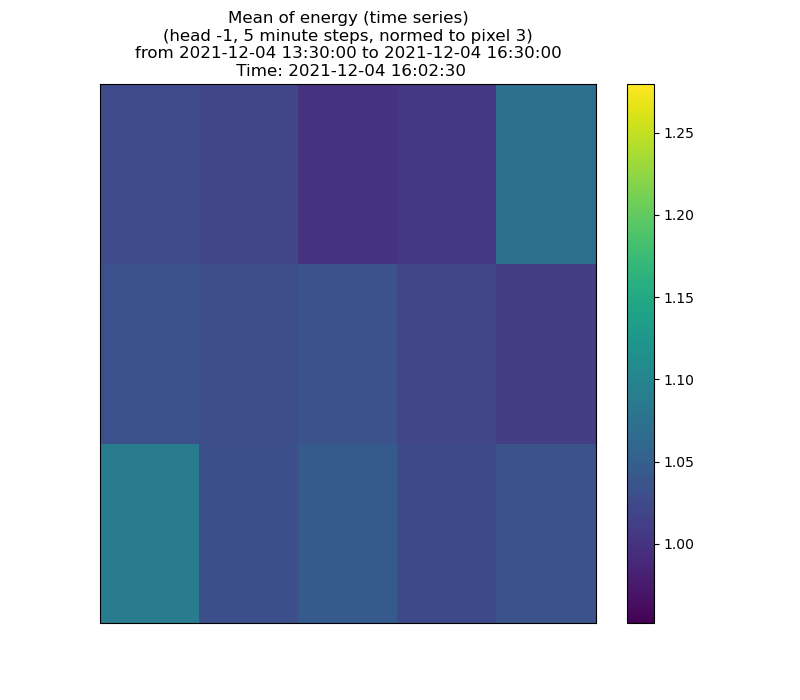 Mean of energy (time series)
(head -1, 5 minute steps, normed to pixel 3)
from 2021-12-04 13:30:00 to 2021-12-04 16:30:00
Time: 2021-12-04 16:02:30
1.25
1.20
1.15
1.10
1.05
1.00